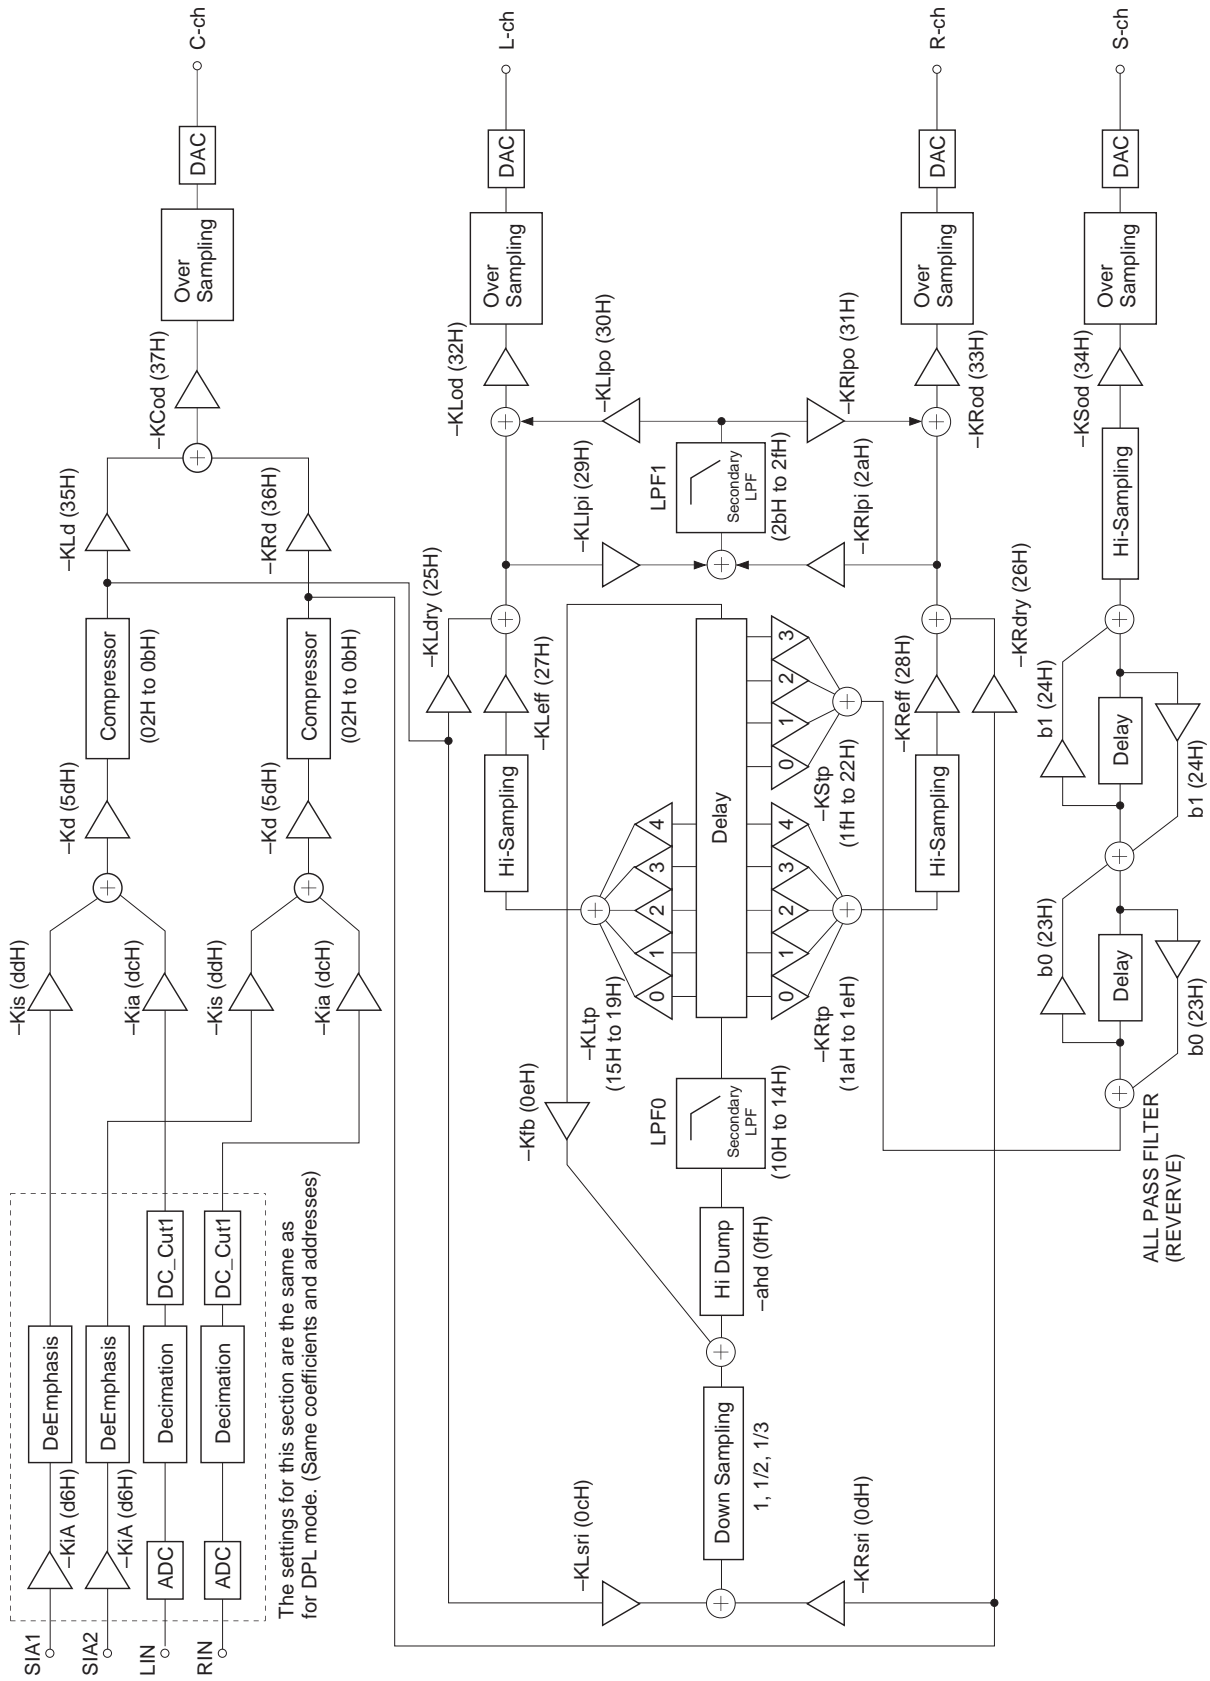 SIA1
SIA2
LIN
RIN
–KiA (d6H)
–KiA (d6H)
ADC
ADC
DeEmphasis
DeEmphasis
Decimation
Decimation
DC_Cut1
DC_Cut1
The settings for this section are the same as
for DPL mode. (Same coefficients and addresses)
–Kis (ddH)
–Kia (dcH)
–Kis (ddH)
–Kia (dcH)
–Kd (5dH)
–Kd (5dH)
Compressor
(02H to 0bH)
Compressor
(02H to 0bH)
–KLd (35H)
–KRd (36H)
–KCod (37H)
Over
Sampling
DAC
C-ch
–KLsri (0cH)
–KRsri (0dH)
Down Sampling
1, 1/2, 1/3
–Kfb (0eH)
Hi Dump
–ahd (0fH)
LPF0
Secondary
LPF
(10H to 14H)
–KLtp
(15H to 19H)
0
1
2
3
4
Delay
0
1
2
3
4
–KRtp
(1aH to 1eH)
0
1
2
3
–KStp
(1fH to 22H)
Hi-Sampling
Hi-Sampling
–KLdry (25H)
–KLeff (27H)
–KReff (28H)
–KRdry (26H)
–KLlpi (29H)
–KRlpi (2aH)
LPF1
Secondary
LPF
(2bH to 2fH)
–KLlpo (30H)
–KRlpo (31H)
–KLod (32H)
–KRod (33H)
Over
Sampling
DAC
L-ch
Over
Sampling
DAC
R-ch
ALL PASS FILTER
(REVERVE)
b0 (23H)
Delay
b0 (23H)
b1 (24H)
Delay
b1 (24H)
Hi-Sampling
–KSod (34H)
Over
Sampling
DAC
S-ch